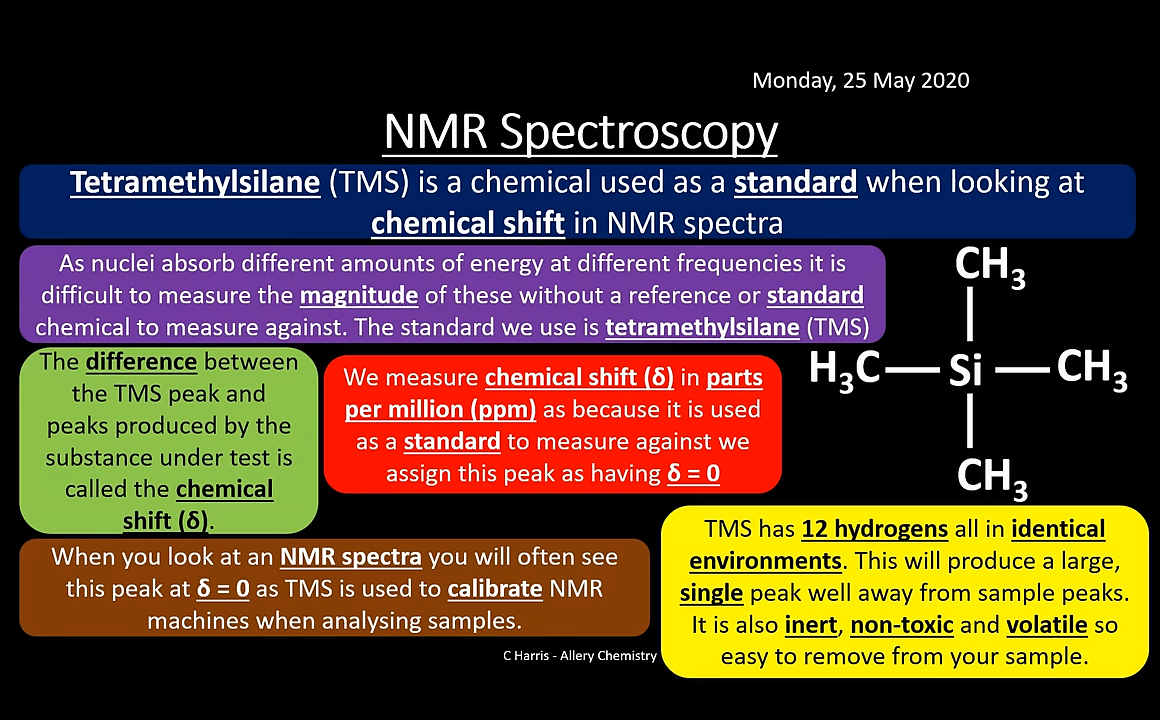 Monday, 25 May 2020
NMR Spectroscopy
Tetramethylsilane (TMS) is a chemical used as a standard when looking at
chemical shift in NMR spectra
As nuclei absorb different amounts of energy at different frequencies it is
difficult to measure the magnitude of these without a reference or standard
chemical to measure against. The standard we use is tetramethylsilane (TMS)
CH₃
H₃C Si CH₃
CH₃
The difference between
the TMS peak and
peaks produced by the
substance under test is
called the chemical
shift (δ).
We measure chemical shift (δ) in parts
per million (ppm) as because it is used
as a standard to measure against we
assign this peak as having δ = 0
When you look at an NMR spectra you will often see
this peak at δ = 0 as TMS is used to calibrate NMR
machines when analysing samples.
TMS has 12 hydrogens all in identical
environments. This will produce a large,
single peak well away from sample peaks.
It is also inert, non-toxic and volatile so
easy to remove from your sample.
C Harris - Allery Chemistry